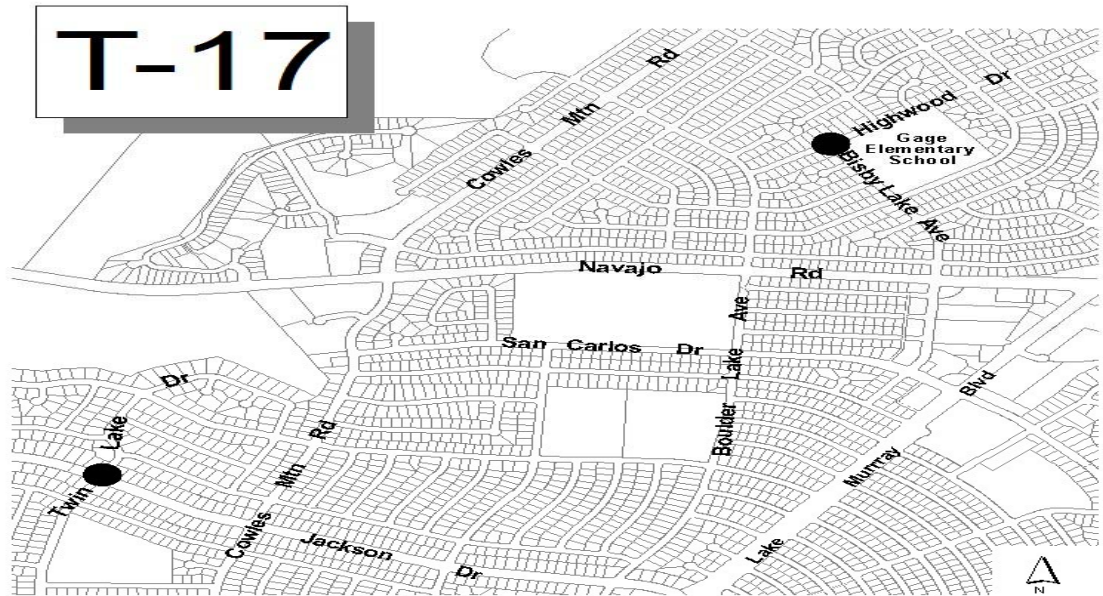 T-17
Cowles Mtn Rd
Highwood Dr
Gage
Elementary
School
Bisby Lake Ave
Navajo Rd
San Carlos Dr
Boulder Lake Ave
Lake Murrray Blvd
Twin Lake Dr
Cowles Mtn Rd
Jackson Dr
N